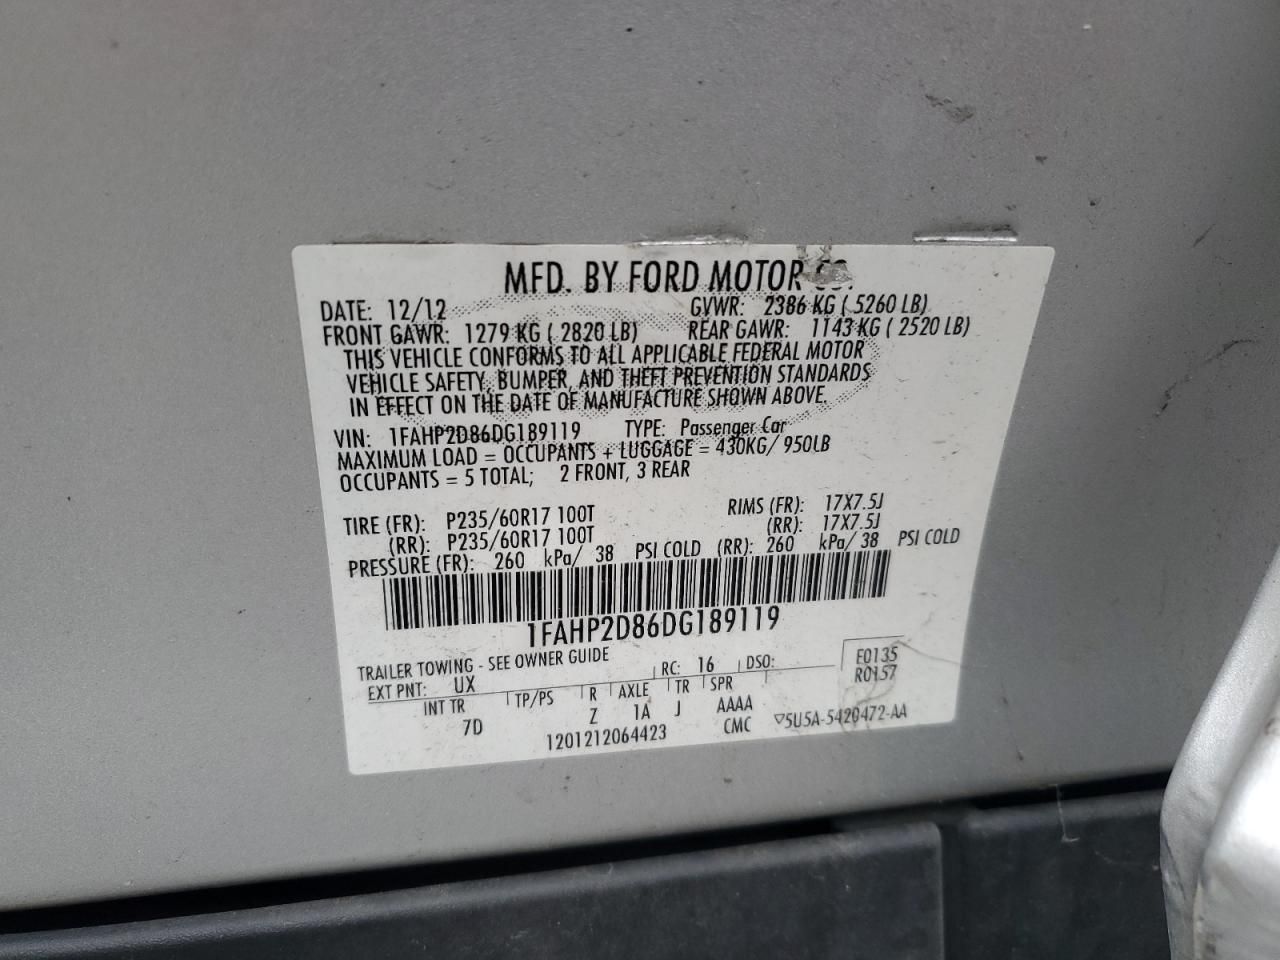 MFD. BY FORD MOTOR CO.
DATE: 12/12 GVWR: 2386 KG ( 5260 LB)
FRONT GAWR: 1279 KG ( 2820 LB) REAR GAWR: 1143 KG ( 2520 LB)
THIS VEHICLE CONFORMS TO ALL APPLICABLE FEDERAL MOTOR
VEHICLE SAFETY, BUMPER, AND THEFT PREVENTION STANDARDS
IN EFFECT ON THE DATE OF MANUFACTURE SHOWN ABOVE.
VIN: 1FAHP2D86DG189119 TYPE: Passenger Car
MAXIMUM LOAD = OCCUPANTS + LUGGAGE = 430KG/ 950LB
OCCUPANTS = 5 TOTAL; 2 FRONT, 3 REAR
TIRE (FR): P235/60R17 100T RIMS (FR): 17X7.5J
(RR): P235/60R17 100T (RR): 17X7.5J
PRESSURE (FR): 260 kPa/ 38 PSI COLD (RR): 260 kPa/ 38 PSI COLD
1FAHP2D86DG189119
TRAILER TOWING - SEE OWNER GUIDE
EXT PNT: UX RC: 16 DSO: F0135
R0157
INT TR TP/PS R AXLE TR SPR
7D Z 1A J AAAA
1201212064423 CMC ▽5U5A-5420472-AA